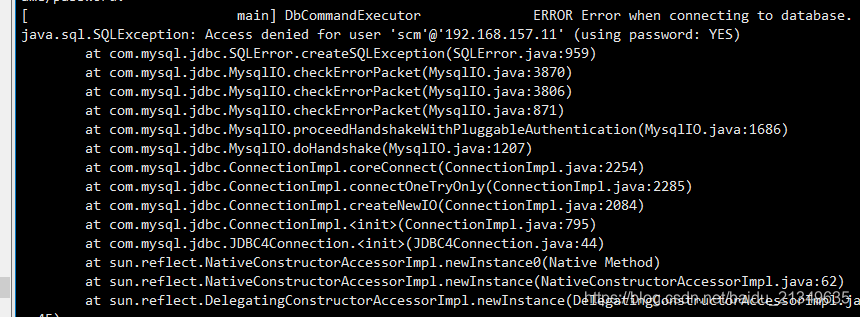 ame/password.
[                          main] DbCommandExecutor              ERROR Error when connecting to database.
java.sql.SQLException: Access denied for user 'scm'@'192.168.157.11' (using password: YES)
at com.mysql.jdbc.SQLError.createSQLException(SQLError.java:959)
at com.mysql.jdbc.MysqlIO.checkErrorPacket(MysqlIO.java:3870)
at com.mysql.jdbc.MysqlIO.checkErrorPacket(MysqlIO.java:3806)
at com.mysql.jdbc.MysqlIO.checkErrorPacket(MysqlIO.java:871)
at com.mysql.jdbc.MysqlIO.proceedHandshakeWithPluggableAuthentication(MysqlIO.java:1686)
at com.mysql.jdbc.MysqlIO.doHandshake(MysqlIO.java:1207)
at com.mysql.jdbc.ConnectionImpl.coreConnect(ConnectionImpl.java:2254)
at com.mysql.jdbc.ConnectionImpl.connectOneTryOnly(ConnectionImpl.java:2285)
at com.mysql.jdbc.ConnectionImpl.createNewIO(ConnectionImpl.java:2084)
at com.mysql.jdbc.ConnectionImpl.<init>(ConnectionImpl.java:795)
at com.mysql.jdbc.JDBC4Connection.<init>(JDBC4Connection.java:44)
at sun.reflect.NativeConstructorAccessorImpl.newInstance0(Native Method)
at sun.reflect.NativeConstructorAccessorImpl.newInstance(NativeConstructorAccessorImpl.java:62)
at sun.reflect.DelegatingConstructorAccessorImpl.newInstance(DelegatingConstructorAccessorImpl.ja
https://blog.csdn.net/baidu_21349635